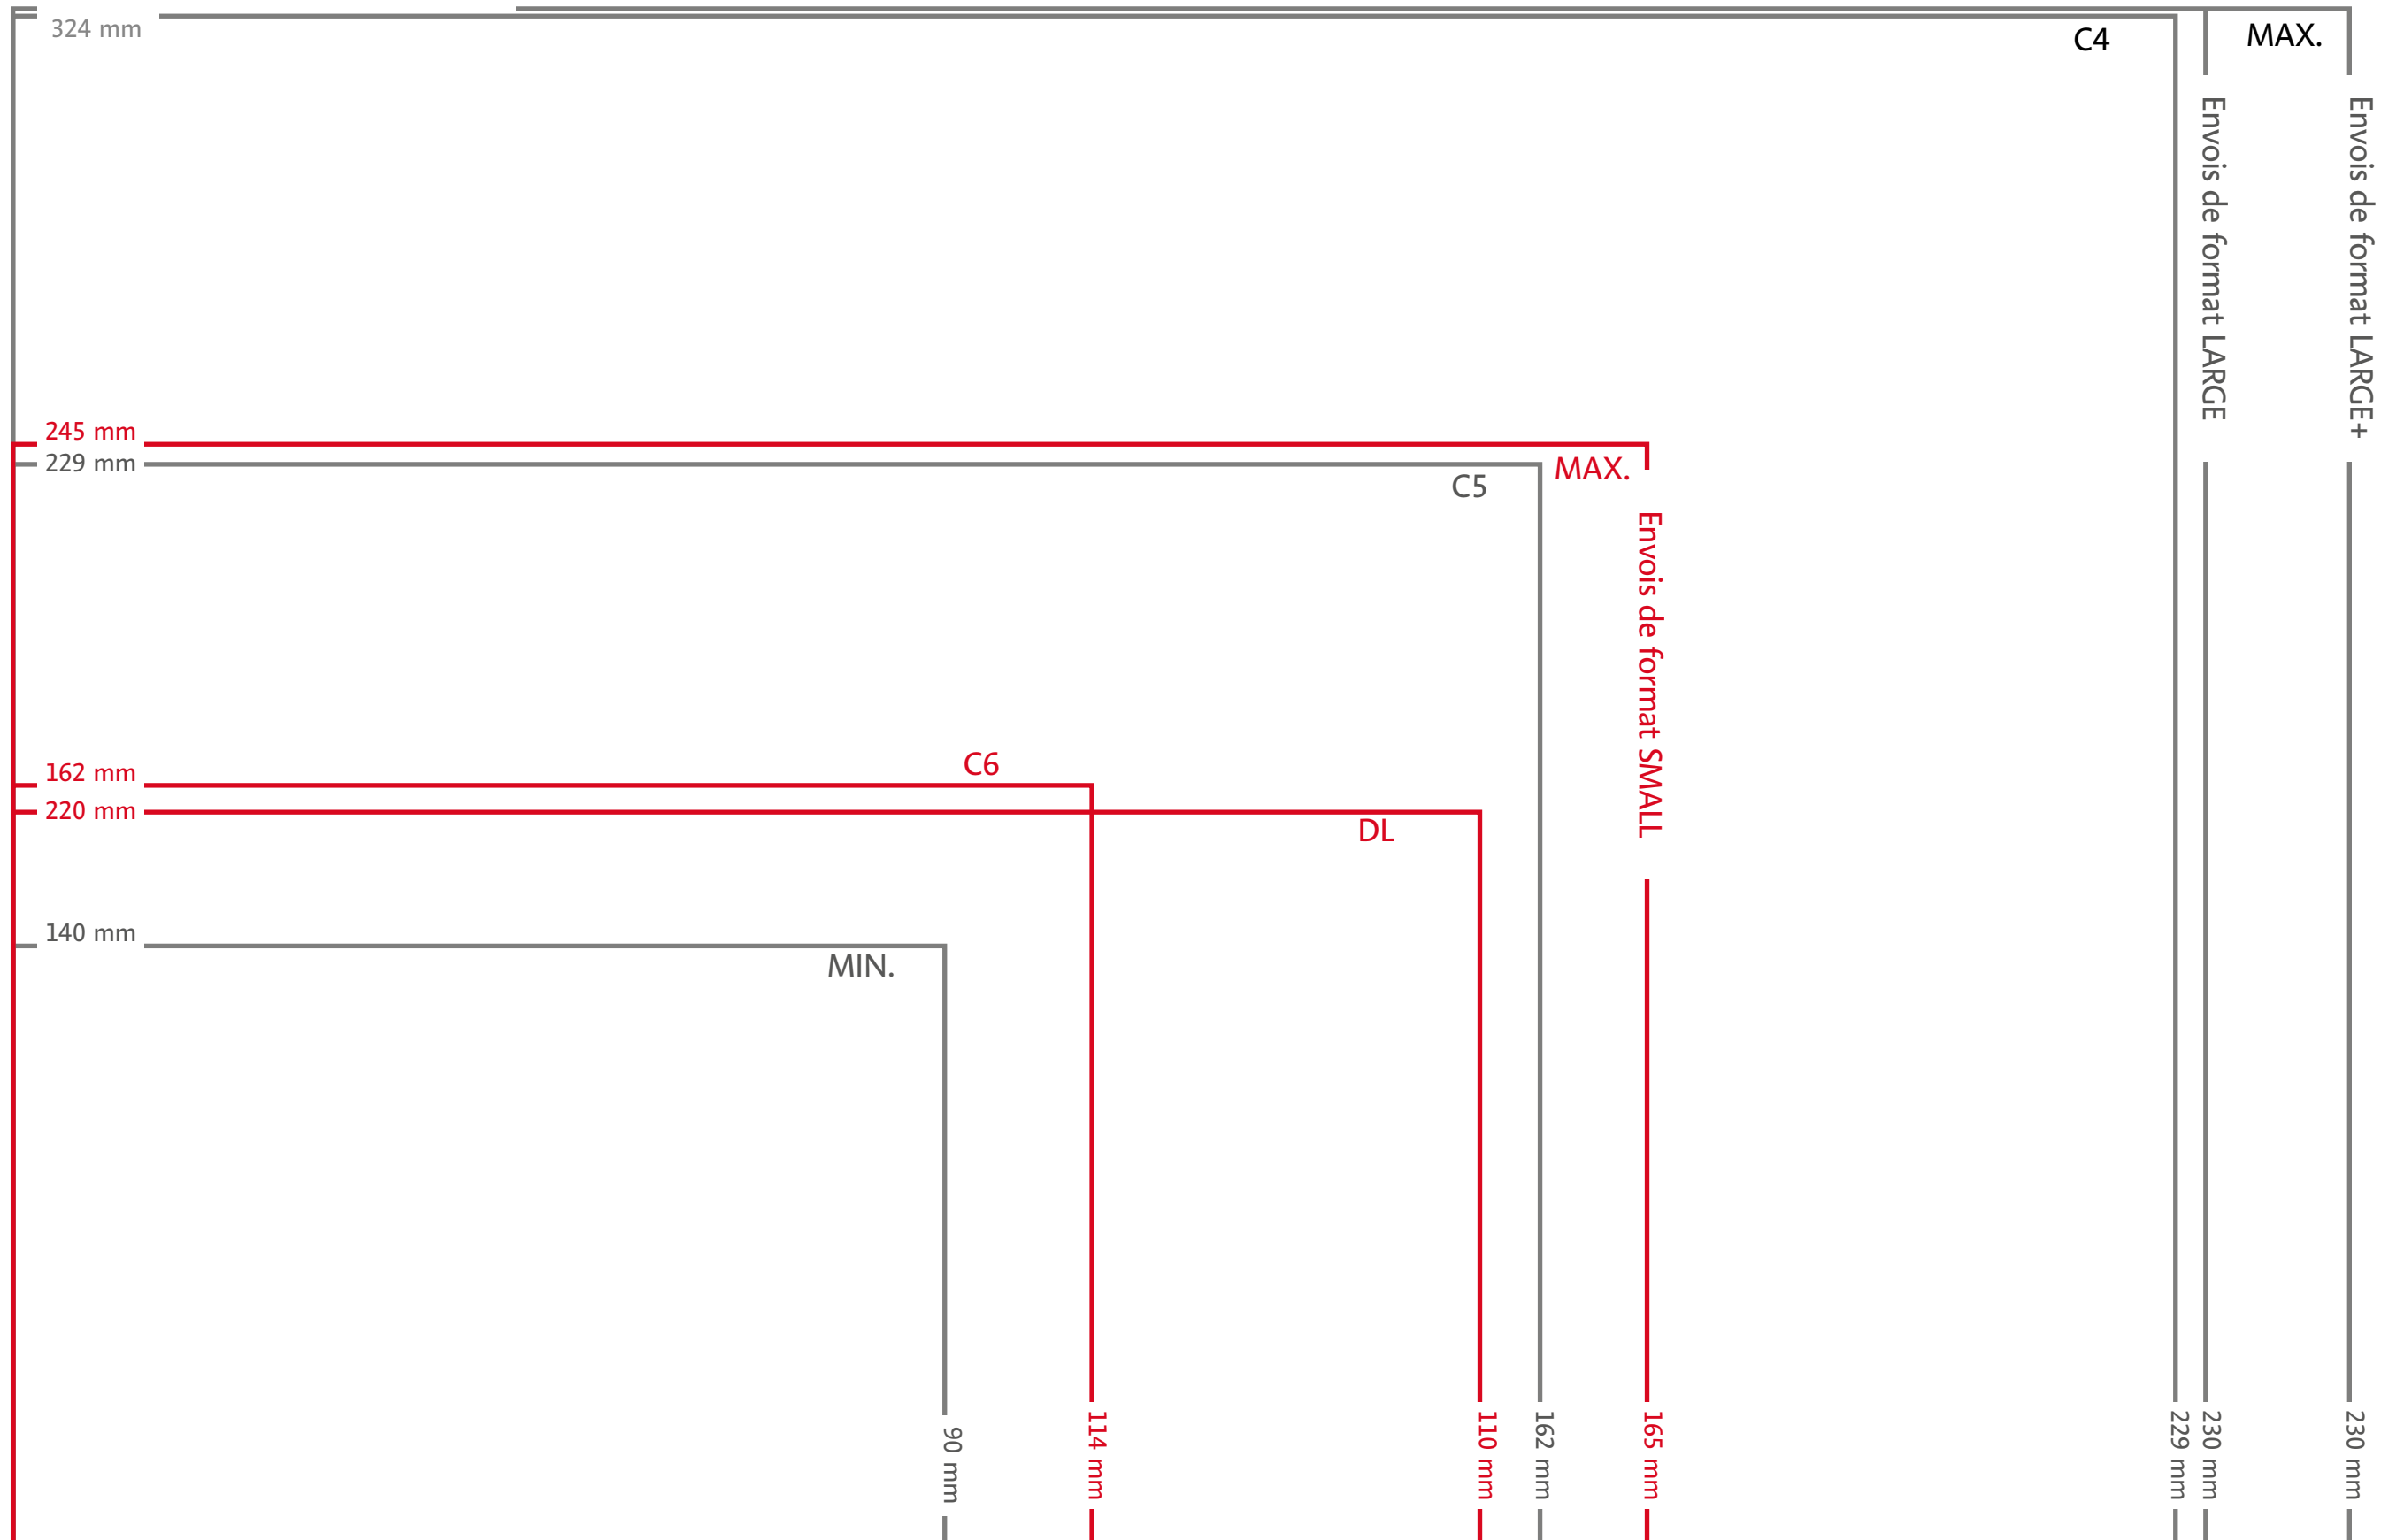 324 mm
C4
MAX.
Envois de format LARGE
Envois de format LARGE+
245 mm
229 mm
C5
MAX.
Envois de format SMALL
162 mm
C6
220 mm
DL
140 mm
MIN.
90 mm
114 mm
110 mm
162 mm
165 mm
229 mm
230 mm
230 mm